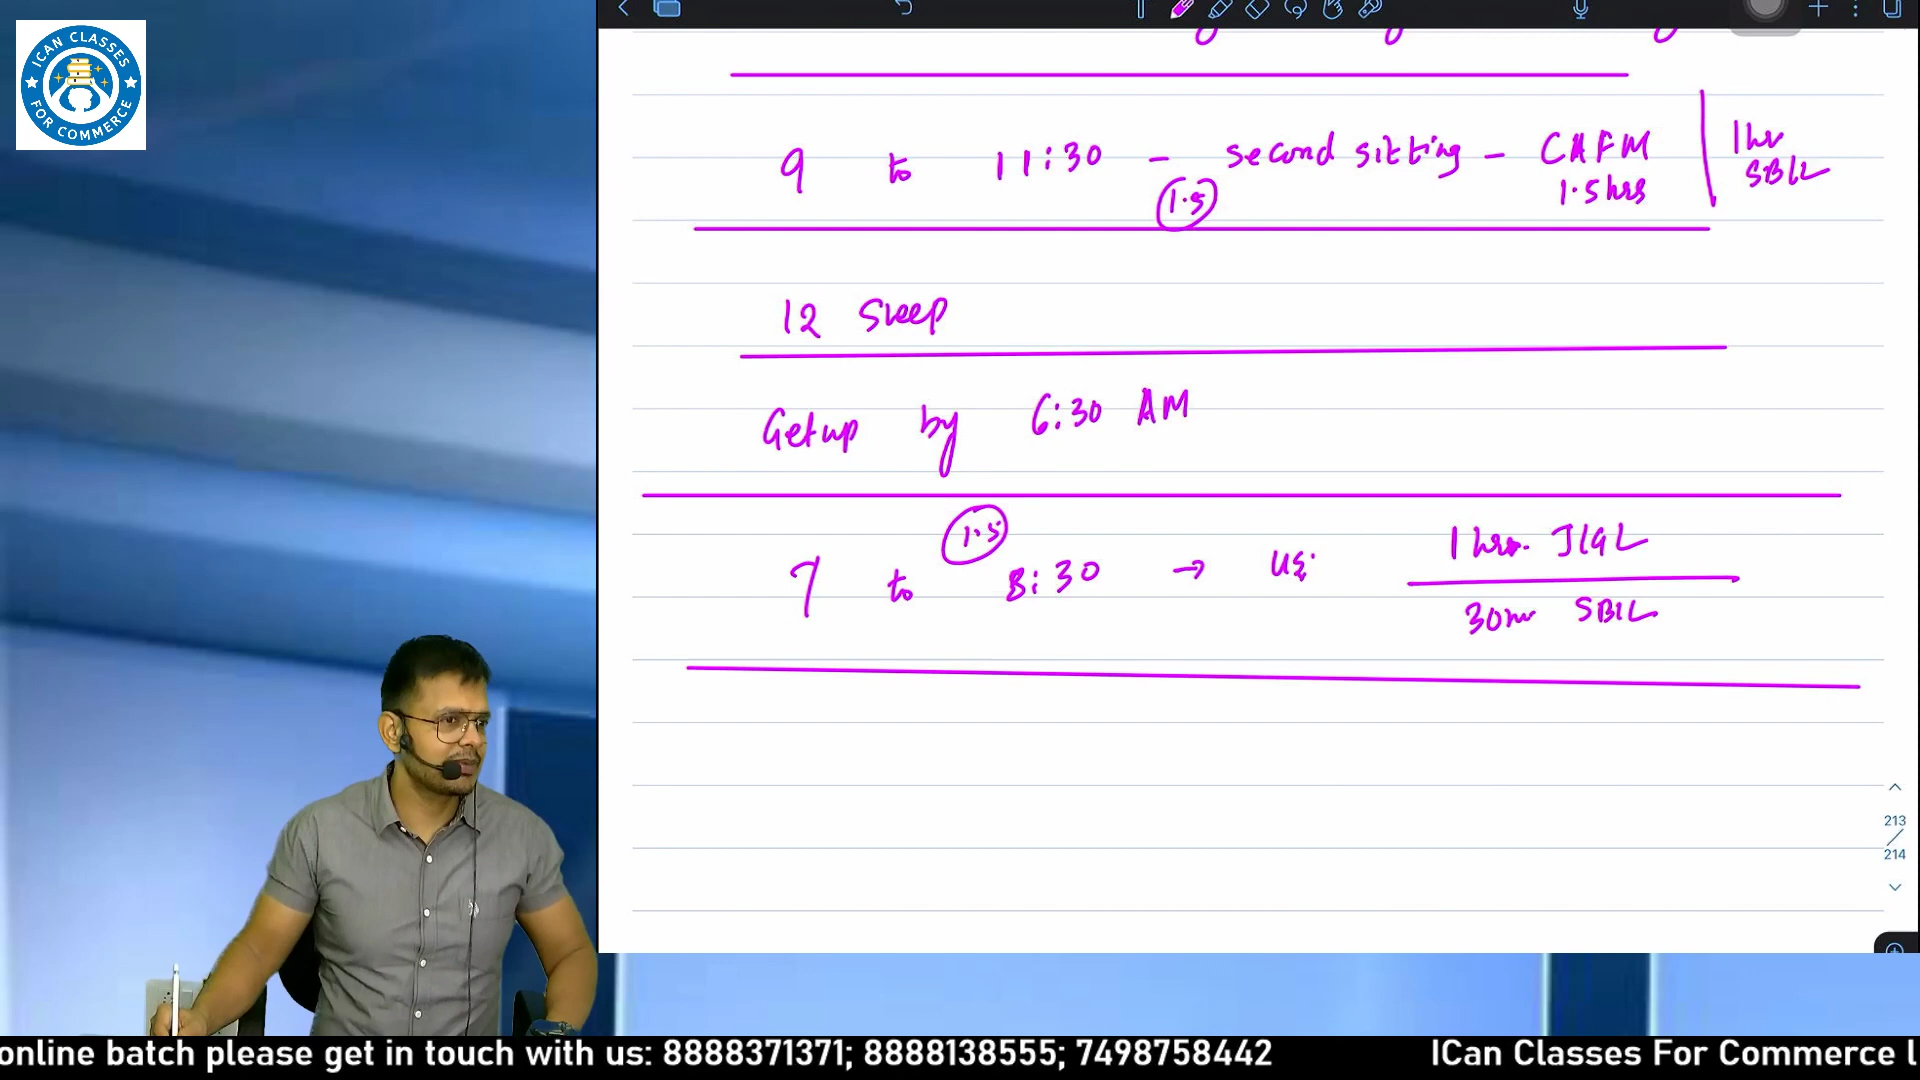 ICAN CLASSES
FOR COMMERCE
9 to 11:30 - second sitting - CAFM
1.5 hrs
1 hr
SBIL
1.5
12 Sleep
Getup by 6:30 AM
1.5
7 to 8:30 →
1 hrs. JIGL
30m SBIL
213
214
online batch please get in touch with us: 8888371371; 8888138555; 7498758442
ICan Classes For Commerce